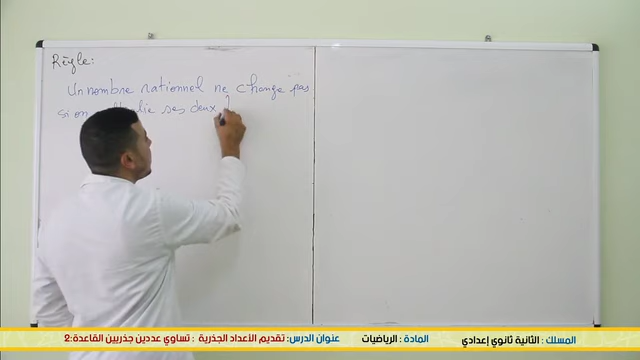 Règle:
Un nombre rationnel ne change pas
si on ses deux
المسلك : الثانية ثانوي إعدادي المادة : الرياضيات عنوان الدرس: تقديم الأعداد الجذرية : تساوي عددين جذريين القاعدة:2